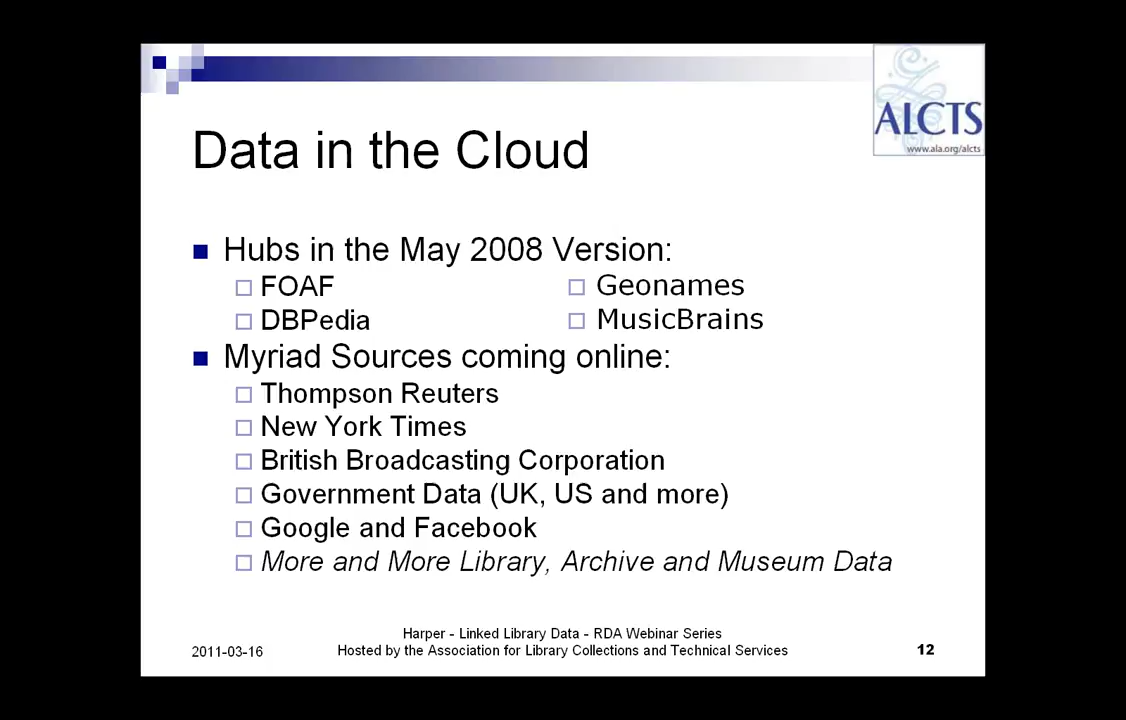 ALCTS
www.ala.org/alcts
Data in the Cloud
Hubs in the May 2008 Version:
FOAF
Geonames
DBPedia
MusicBrains
Myriad Sources coming online:
Thompson Reuters
New York Times
British Broadcasting Corporation
Government Data (UK, US and more)
Google and Facebook
More and More Library, Archive and Museum Data
Harper - Linked Library Data - RDA Webinar Series
2011-03-16
Hosted by the Association for Library Collections and Technical Services
12